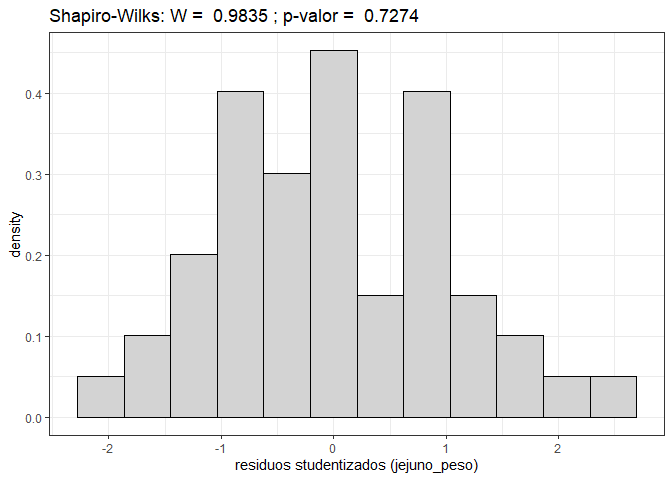 Shapiro-Wilks: W =  0.9835 ; p-valor =  0.7274
density
0.4
0.3
0.2
0.1
0.0
-2 -1 0 1 2
residuos studentizados (jejuno_peso)